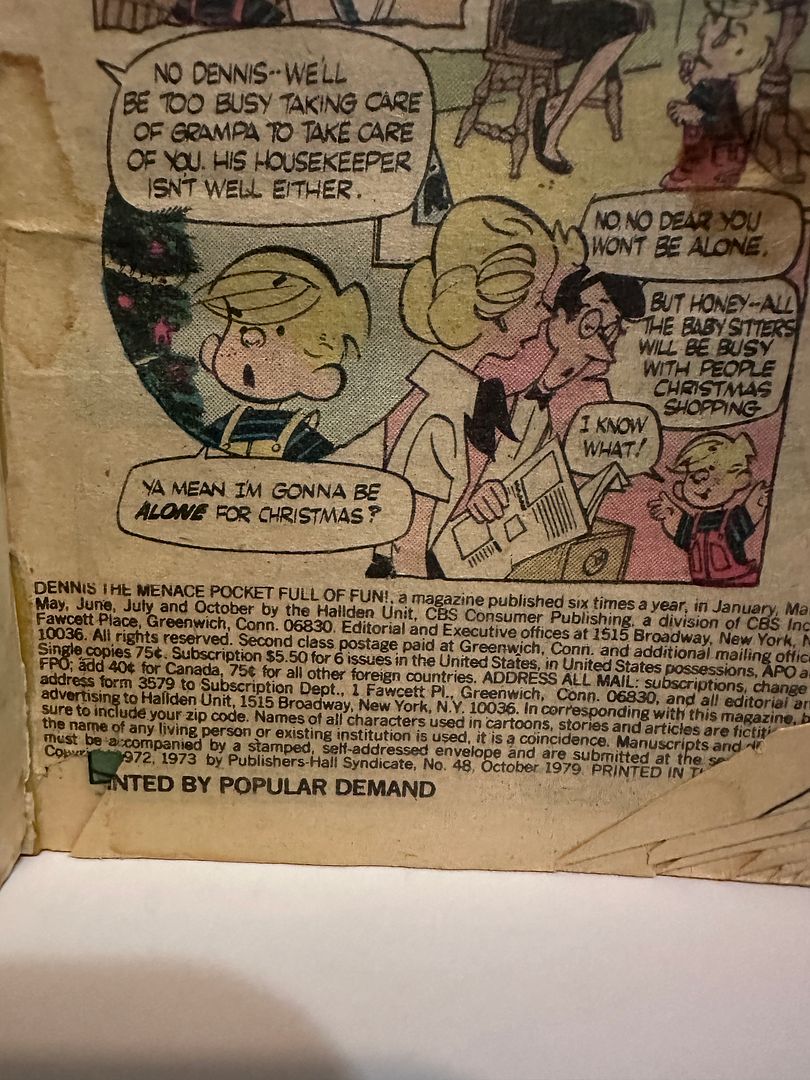 NO DENNIS--WE'LL
BE TOO BUSY TAKING CARE
OF GRAMPA TO TAKE CARE
OF YOU. HIS HOUSEKEEPER
ISN'T WELL EITHER.
YA MEAN I'M GONNA BE
ALONE FOR CHRISTMAS?
NO, NO DEAR YOU
WON'T BE ALONE.
BUT HONEY--ALL
THE BABY SITTERS
WILL BE BUSY
WITH PEOPLE
CHRISTMAS
SHOPPING
I KNOW
WHAT!
DENNIS THE MENACE POCKET FULL OF FUN!, a magazine published six times a year, in January, Ma
May, June, July and October by the Hallden Unit, CBS Consumer Publishing, a division of CBS Inc
Fawcett Place, Greenwich, Conn. 06830. Editorial and Executive offices at 1515 Broadway, New York, N
10036. All rights reserved. Second class postage paid at Greenwich, Conn. and additional mailing offic
Single copies 75¢. Subscription $5.50 for 6 issues in the United States, in United States possessions, APO a
FPO; add 40¢ for Canada, 75¢ for all other foreign countries. ADDRESS ALL MAIL: subscriptions, change
address form 3579 to Subscription Dept., 1 Fawcett Pl., Greenwich, Conn. 06830, and all editorial an
advertising to Hallden Unit, 1515 Broadway, New York, N.Y. 10036. In corresponding with this magazine, b
sure to include your zip code. Names of all characters used in cartoons, stories and articles are fictiti
the name of any living person or existing institution is used, it is a coincidence. Manuscripts and
must be accompanied by a stamped, self-addressed envelope and are submitted at the se
972, 1973 by Publishers-Hall Syndicate, No. 48, October 1979 PRINTED IN
INTED BY POPULAR DEMAND